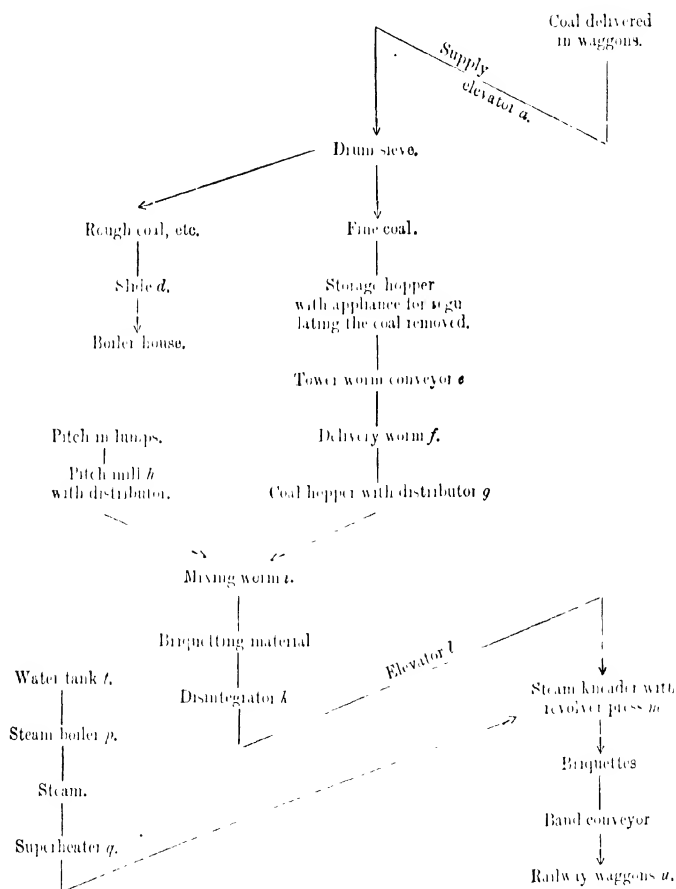 Coal delivered
in waggons.
Supply
elevator a.
Drum sieve.
Rough coal, etc.
Fine coal.
Slide d.
Storage hopper
with appliance for regu
lating the coal removed.
Boiler house.
Tower worm conveyor e
Pitch in lumps.
Delivery worm f.
Pitch mill h
with distributor.
Coal hopper with distributor g
Mixing worm i.
Briquetting material
Elevator l
Water tank t.
Disintegrator k
Steam kneader with
revolver press m
Steam boiler p.
Briquettes
Steam.
Band conveyor
Superheater q.
Railway waggons u.